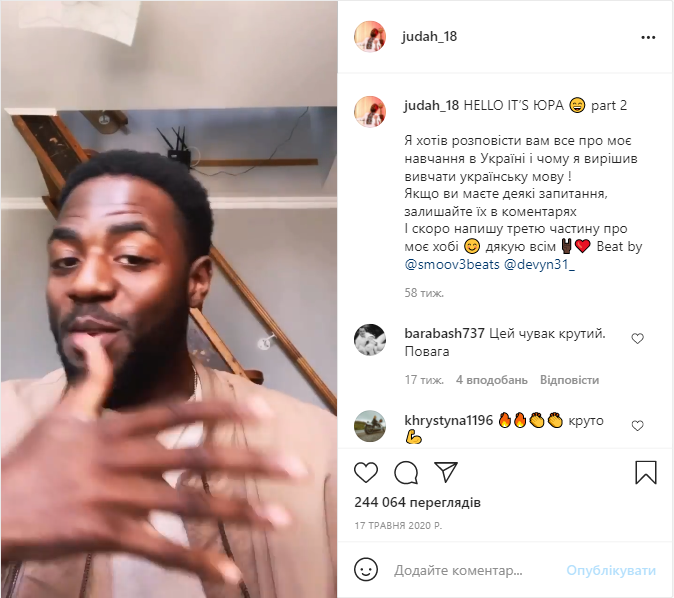 judah_18
judah_18 HELLO IT'S ЮРА 😄 part 2
Я хотів розповісти вам все про моє
навчання в Україні і чому я вирішив
вивчати українську мову !
Якщо ви маєте деякі запитання,
залишайте їх в коментарях
І скоро напишу третю частину про
моє хобі 😊 дякую всім 🤘🏿❤️ Beat by
@smoov3beats @devyn31_
58 тиж.
barabash737 Цей чувак крутий.
Повага
17 тиж. 4 вподобань Відповісти
khrystyna1196 🔥🔥👏👏 круто
💪
244 064 переглядів
17 ТРАВНЯ 2020 Р.
Додайте коментар... Опублікувати